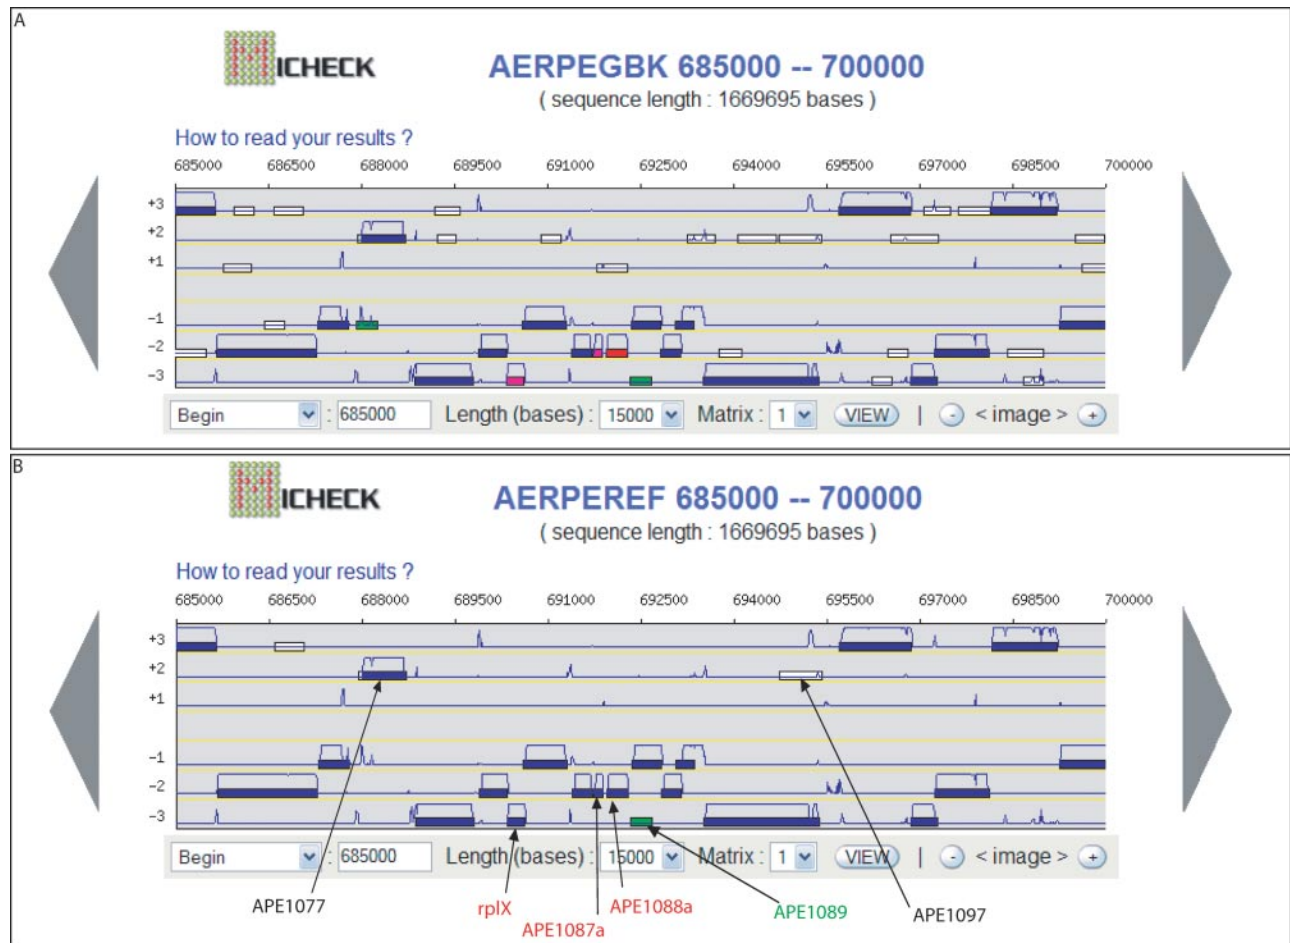 A
MICHECK
AERPEGBK 685000 -- 700000
( sequence length : 1669695 bases )
How to read your results ?
685000 686500 688000 689500 691000 692500 694000 695500 697000 698500 700000
+3
+2
+1
-1
-2
-3
Begin : 685000 Length (bases) : 15000 Matrix : 1 VIEW | - < image > +
B
MICHECK
AERPEREF 685000 -- 700000
( sequence length : 1669695 bases )
How to read your results ?
685000 686500 688000 689500 691000 692500 694000 695500 697000 698500 700000
+3
+2
+1
-1
-2
-3
Begin : 685000 Length (bases) : 15000 Matrix : 1 VIEW | - < image > +
APE1077 rplX APE1087a APE1088a APE1089 APE1097